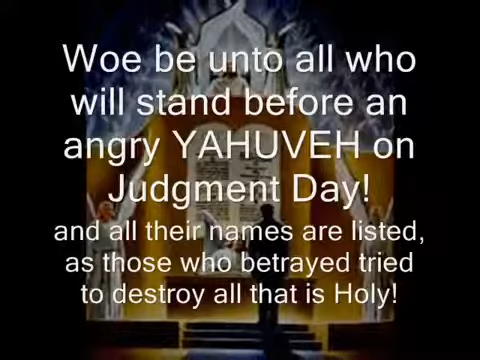 Woe be unto all who
will stand before an
angry YAHUVEH on
Judgment Day!
and all their names are listed,
as those who betrayed tried
to destroy all that is Holy!